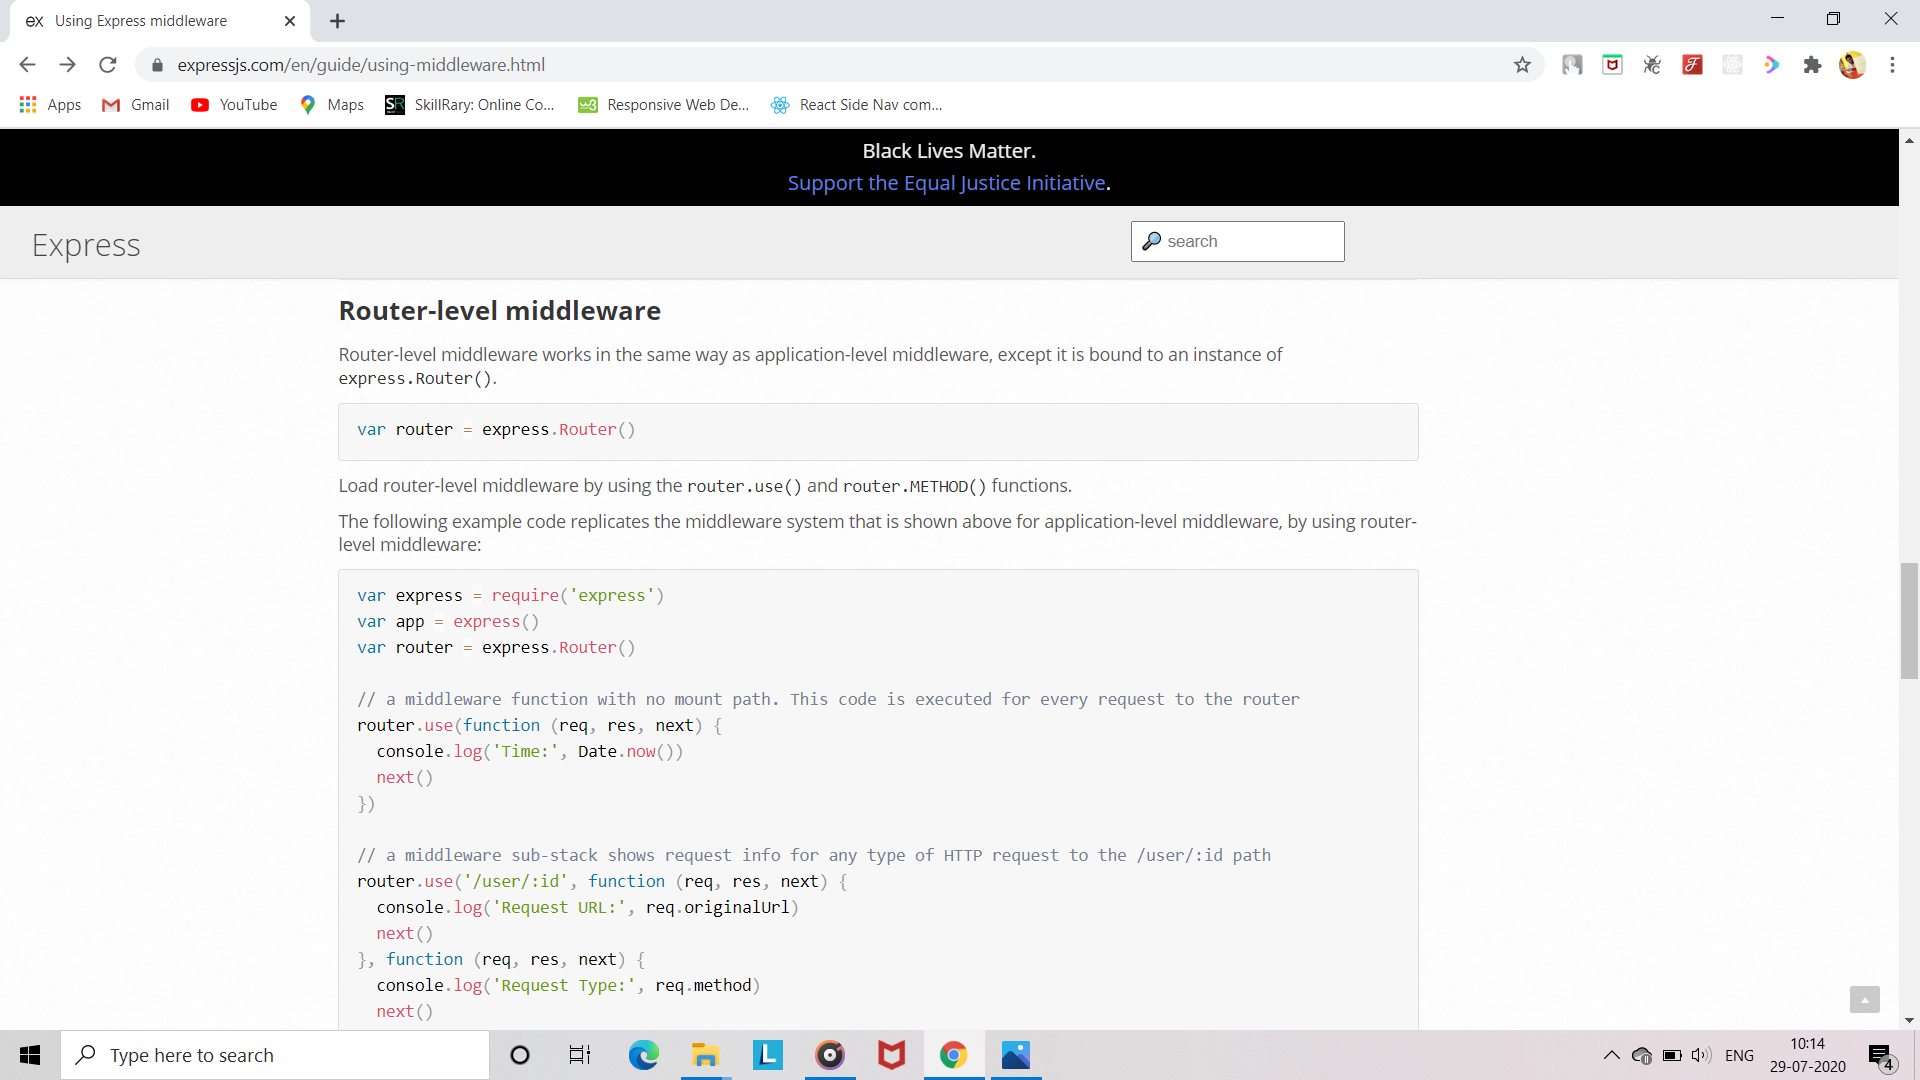 ex Using Express middleware
expressjs.com/en/guide/using-middleware.html
Apps Gmail YouTube Maps SR SkillRary: Online Co... w3 Responsive Web De... React Side Nav com...
Black Lives Matter.
Support the Equal Justice Initiative.
Express
search
Router-level middleware
Router-level middleware works in the same way as application-level middleware, except it is bound to an instance of
express.Router().
var router = express.Router()
Load router-level middleware by using the router.use() and router.METHOD() functions.
The following example code replicates the middleware system that is shown above for application-level middleware, by using router-
level middleware:
var express = require('express')
var app = express()
var router = express.Router()
// a middleware function with no mount path. This code is executed for every request to the router
router.use(function (req, res, next) {
  console.log('Time:', Date.now())
  next()
})
// a middleware sub-stack shows request info for any type of HTTP request to the /user/:id path
router.use('/user/:id', function (req, res, next) {
  console.log('Request URL:', req.originalUrl)
  next()
}, function (req, res, next) {
  console.log('Request Type:', req.method)
  next()
Type here to search
L
ENG
10:14
29-07-2020
4